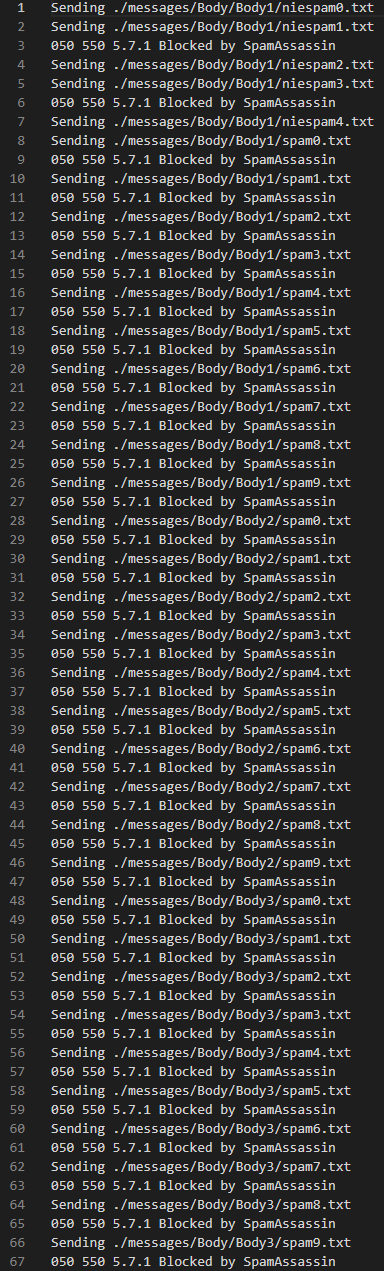 1 Sending ./messages/Body/Body1/niespam0.txt
2 Sending ./messages/Body/Body1/niespam1.txt
3 050 550 5.7.1 Blocked by SpamAssassin
4 Sending ./messages/Body/Body1/niespam2.txt
5 Sending ./messages/Body/Body1/niespam3.txt
6 050 550 5.7.1 Blocked by SpamAssassin
7 Sending ./messages/Body/Body1/niespam4.txt
8 Sending ./messages/Body/Body1/spam0.txt
9 050 550 5.7.1 Blocked by SpamAssassin
10 Sending ./messages/Body/Body1/spam1.txt
11 050 550 5.7.1 Blocked by SpamAssassin
12 Sending ./messages/Body/Body1/spam2.txt
13 050 550 5.7.1 Blocked by SpamAssassin
14 Sending ./messages/Body/Body1/spam3.txt
15 050 550 5.7.1 Blocked by SpamAssassin
16 Sending ./messages/Body/Body1/spam4.txt
17 050 550 5.7.1 Blocked by SpamAssassin
18 Sending ./messages/Body/Body1/spam5.txt
19 050 550 5.7.1 Blocked by SpamAssassin
20 Sending ./messages/Body/Body1/spam6.txt
21 050 550 5.7.1 Blocked by SpamAssassin
22 Sending ./messages/Body/Body1/spam7.txt
23 050 550 5.7.1 Blocked by SpamAssassin
24 Sending ./messages/Body/Body1/spam8.txt
25 050 550 5.7.1 Blocked by SpamAssassin
26 Sending ./messages/Body/Body1/spam9.txt
27 050 550 5.7.1 Blocked by SpamAssassin
28 Sending ./messages/Body/Body2/spam0.txt
29 050 550 5.7.1 Blocked by SpamAssassin
30 Sending ./messages/Body/Body2/spam1.txt
31 050 550 5.7.1 Blocked by SpamAssassin
32 Sending ./messages/Body/Body2/spam2.txt
33 050 550 5.7.1 Blocked by SpamAssassin
34 Sending ./messages/Body/Body2/spam3.txt
35 050 550 5.7.1 Blocked by SpamAssassin
36 Sending ./messages/Body/Body2/spam4.txt
37 050 550 5.7.1 Blocked by SpamAssassin
38 Sending ./messages/Body/Body2/spam5.txt
39 050 550 5.7.1 Blocked by SpamAssassin
40 Sending ./messages/Body/Body2/spam6.txt
41 050 550 5.7.1 Blocked by SpamAssassin
42 Sending ./messages/Body/Body2/spam7.txt
43 050 550 5.7.1 Blocked by SpamAssassin
44 Sending ./messages/Body/Body2/spam8.txt
45 050 550 5.7.1 Blocked by SpamAssassin
46 Sending ./messages/Body/Body2/spam9.txt
47 050 550 5.7.1 Blocked by SpamAssassin
48 Sending ./messages/Body/Body3/spam0.txt
49 050 550 5.7.1 Blocked by SpamAssassin
50 Sending ./messages/Body/Body3/spam1.txt
51 050 550 5.7.1 Blocked by SpamAssassin
52 Sending ./messages/Body/Body3/spam2.txt
53 050 550 5.7.1 Blocked by SpamAssassin
54 Sending ./messages/Body/Body3/spam3.txt
55 050 550 5.7.1 Blocked by SpamAssassin
56 Sending ./messages/Body/Body3/spam4.txt
57 050 550 5.7.1 Blocked by SpamAssassin
58 Sending ./messages/Body/Body3/spam5.txt
59 050 550 5.7.1 Blocked by SpamAssassin
60 Sending ./messages/Body/Body3/spam6.txt
61 050 550 5.7.1 Blocked by SpamAssassin
62 Sending ./messages/Body/Body3/spam7.txt
63 050 550 5.7.1 Blocked by SpamAssassin
64 Sending ./messages/Body/Body3/spam8.txt
65 050 550 5.7.1 Blocked by SpamAssassin
66 Sending ./messages/Body/Body3/spam9.txt
67 050 550 5.7.1 Blocked by SpamAssassin